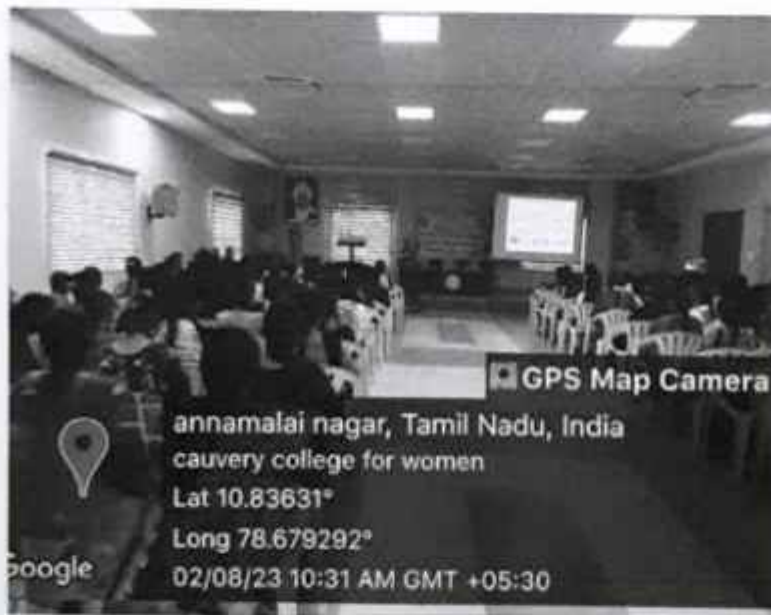 GPS Map Camera
annamalai nagar, Tamil Nadu, India
cauvery college for women
Lat 10.83631°
Long 78.679292°
Google
02/08/23 10:31 AM GMT +05:30